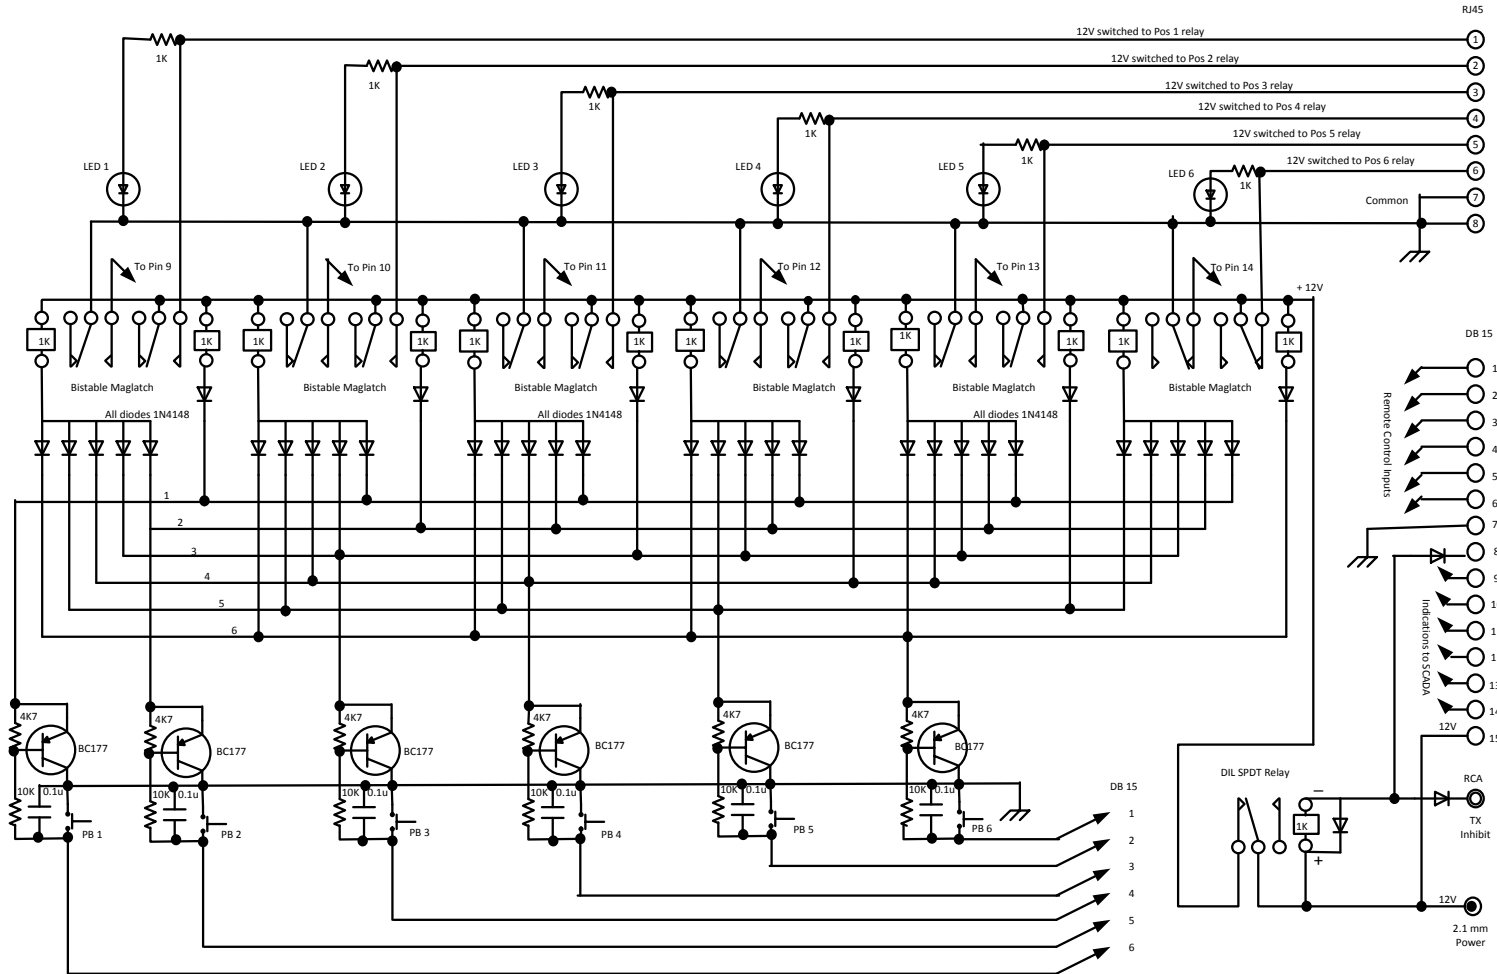 RJ45
12V switched to Pos 1 relay
1
1K
12V switched to Pos 2 relay
2
1K
12V switched to Pos 3 relay
3
1K
12V switched to Pos 4 relay
4
1K
12V switched to Pos 5 relay
5
1K
12V switched to Pos 6 relay
6
1K
LED 1
LED 2
LED 3
LED 4
LED 5
LED 6
Common
7
8
To Pin 9
To Pin 10
To Pin 11
To Pin 12
To Pin 13
To Pin 14
+ 12V
1K
1K
1K
1K
1K
1K
1K
1K
1K
1K
1K
1K
Bistable Maglatch
Bistable Maglatch
Bistable Maglatch
Bistable Maglatch
Bistable Maglatch
Bistable Maglatch
All diodes 1N4148
All diodes 1N4148
All diodes 1N4148
1
2
3
4
5
6
DB 15
1
2
3
4
5
6
7
8
9
1
1
1
13
14
15
Remote Control Inputs
Indications to SCADA
12V
4K7
BC177
4K7
BC177
4K7
BC177
4K7
BC177
4K7
BC177
4K7
BC177
10K
0.1u
PB 1
10K
0.1u
PB 2
10K
0.1u
PB 3
10K
0.1u
PB 4
10K
0.1u
PB 5
10K
0.1u
PB 6
DB 15
1
2
3
4
5
6
DIL SPDT Relay
−
1K
+
RCA
TX
Inhibit
12V
2.1 mm
Power